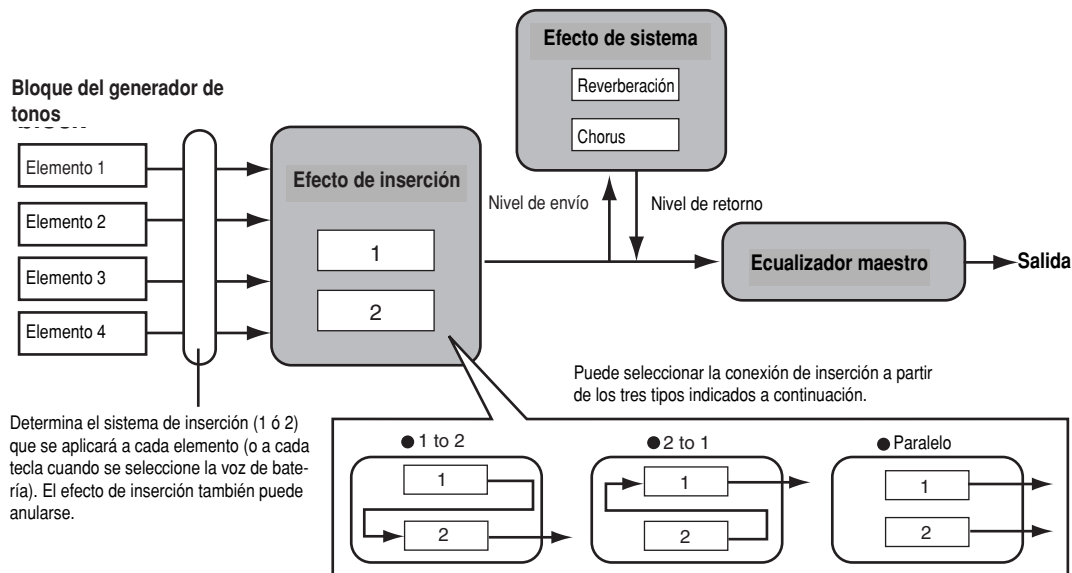 Bloque del generador de
tonos
Elemento 1
Elemento 2
Elemento 3
Elemento 4
Determina el sistema de inserción (1 ó 2)
que se aplicará a cada elemento (o a cada
tecla cuando se seleccione la voz de bate-
ría). El efecto de inserción también puede
anularse.
Efecto de inserción
1
2
Efecto de sistema
Reverberación
Chorus
Nivel de envío
Nivel de retorno
Ecualizador maestro
Salida
Puede seleccionar la conexión de inserción a partir
de los tres tipos indicados a continuación.
● 1 to 2
1
2
● 2 to 1
1
2
● Paralelo
1
2